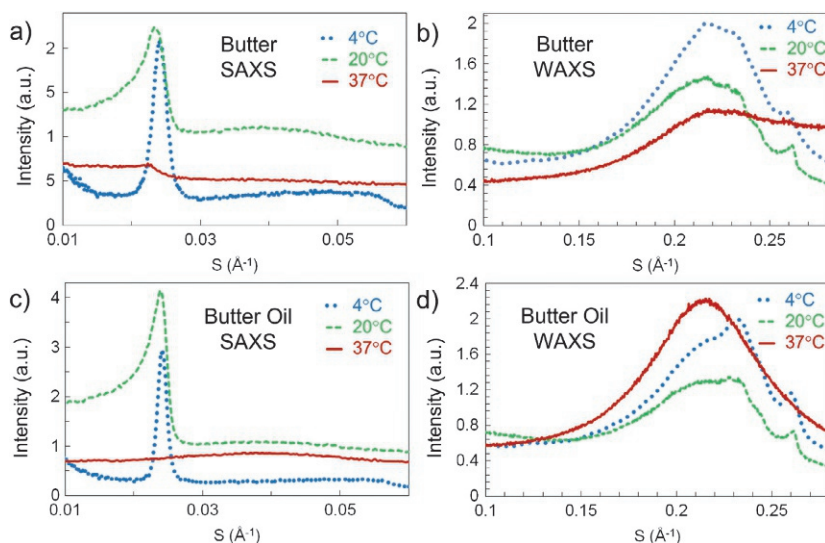 a)
Butter
SAXS
4°C
20°C
37°C
Intensity (a.u.)
2
5
1
5
0
0.01
0.03
0.05
S (Å-1)
b)
Butter
WAXS
4°C
20°C
37°C
Intensity (a.u.)
2
1.6
1.2
0.8
0.4
0
0.1
0.15
0.2
0.25
S (Å-1)
c)
Butter Oil
SAXS
4°C
20°C
37°C
Intensity (a.u.)
4
3
2
1
0
0.01
0.03
0.05
S (Å-1)
d)
Butter Oil
WAXS
4°C
20°C
37°C
Intensity (a.u.)
2.4
2
1.6
1.2
0.8
0.4
0
0.1
0.15
0.2
0.25
S (Å-1)